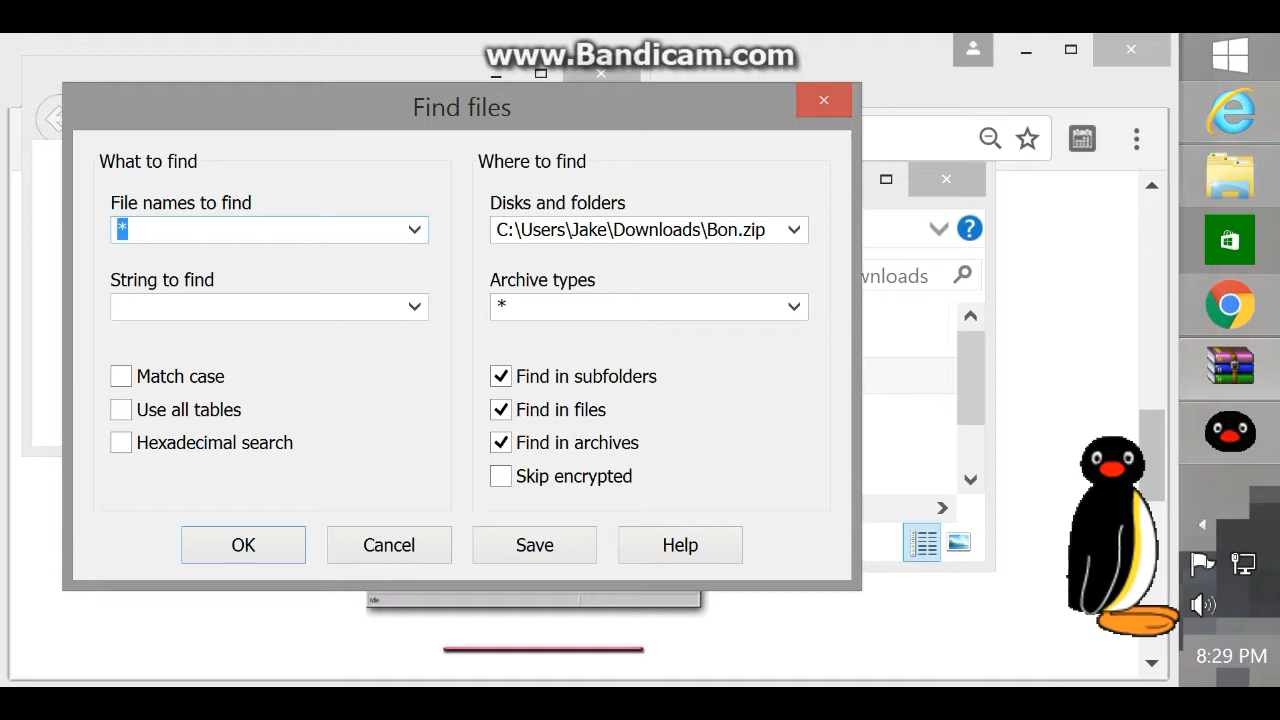 www.Bandicam.com
Find files
What to find
File names to find
*
String to find
Match case
Use all tables
Hexadecimal search
Where to find
Disks and folders
C:\Users\Jake\Downloads\Bon.zip
Archive types
*
Find in subfolders
Find in files
Find in archives
Skip encrypted
OK
Cancel
Save
Help
wnloads
Idle
8:29 PM